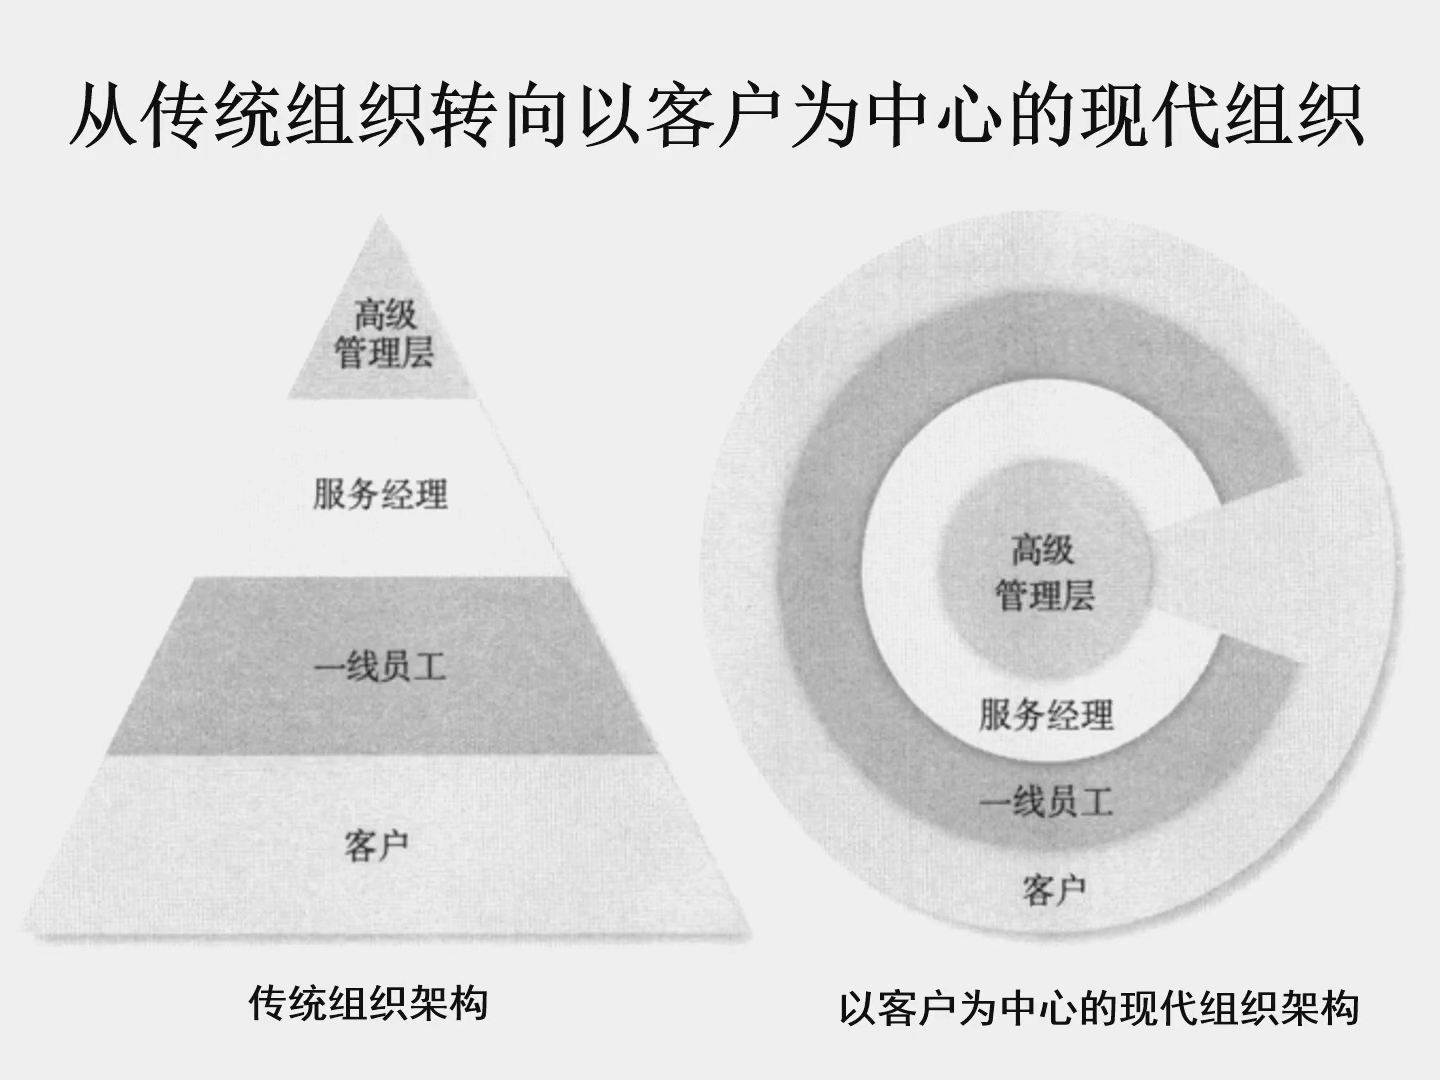 从传统组织转向以客户为中心的现代组织
高级
管理层
服务经理
一线员工
客户
传统组织架构
高级
管理层
服务经理
一线员工
客户
以客户为中心的现代组织架构